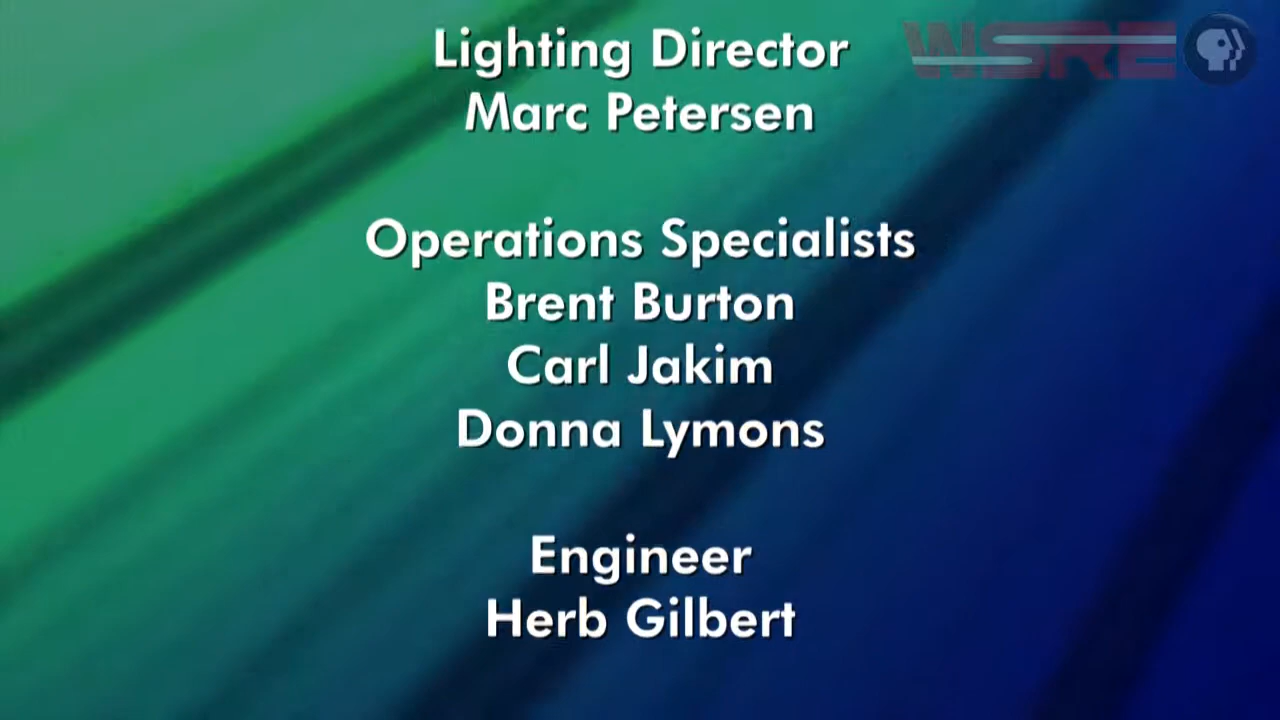 Lighting Director
WSRE
Marc Petersen
Operations Specialists
Brent Burton
Carl Jakim
Donna Lymons
Engineer
Herb Gilbert